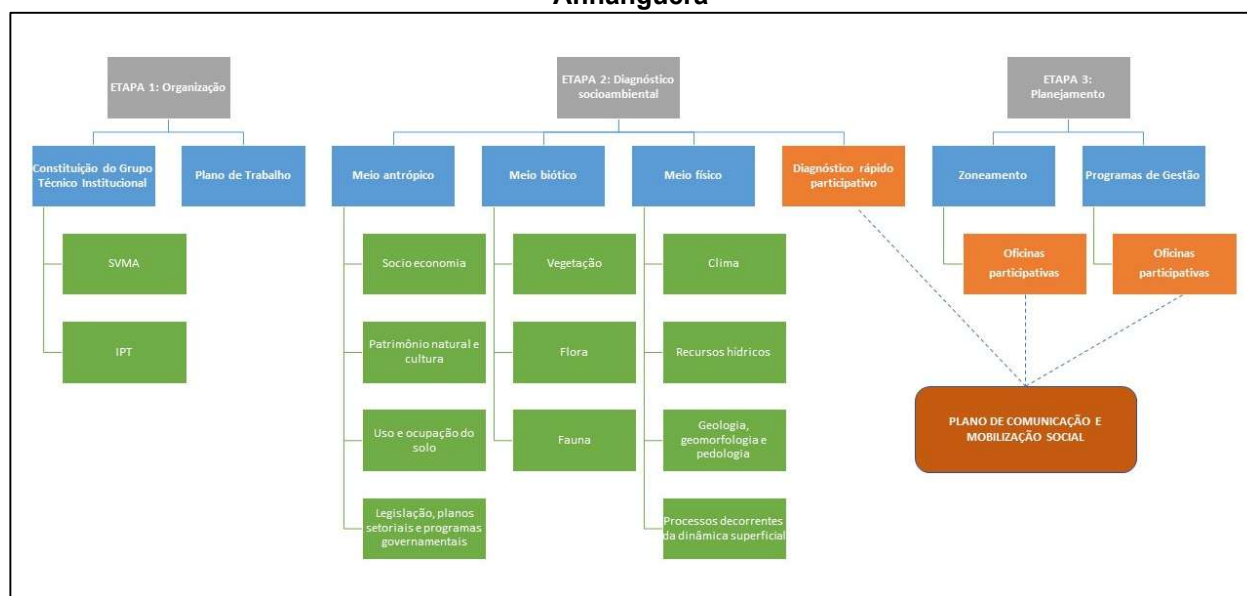 Anhanguera
ETAPA 1: Organização
Constituição do Grupo
Técnico Institucional
SVMA
IPT
Plano de Trabalho
ETAPA 2: Diagnóstico
socioambiental
Meio antrópico
Socio economia
Patrimônio natural e
cultura
Uso e ocupação do
solo
Legislação, planos
setoriais e programas
governamentais
Meio biótico
Vegetação
Flora
Fauna
Meio físico
Clima
Recursos hídricos
Geologia,
geomorfologia e
pedologia
Processos decorrentes
da dinâmica superficial
Diagnóstico rápido
participativo
ETAPA 3:
Planejamento
Zoneamento
Oficinas
participativas
Programas de Gestão
Oficinas
participativas
PLANO DE COMUNICAÇÃO E
MOBILIZAÇÃO SOCIAL